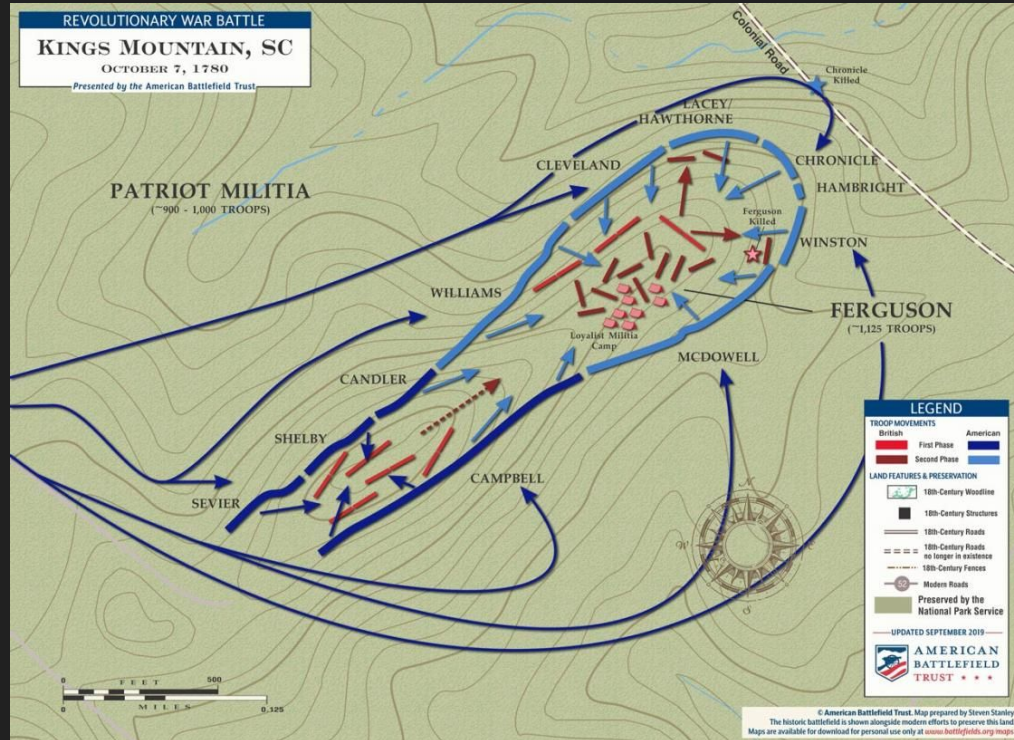 REVOLUTIONARY WAR BATTLE
KINGS MOUNTAIN, SC
OCTOBER 7, 1780
Presented by the American Battlefield Trust
Colonial Road
Chronicle
Killed
LACEY/
HAWTHORNE
CLEVELAND
CHRONICLE
HAMBRIGHT
PATRIOT MILITIA
(~900 - 1,000 TROOPS)
Ferguson
Killed
WINSTON
WILLIAMS
FERGUSON
(~1,125 TROOPS)
Loyalist Militia
Camp
MCDOWELL
CANDLER
SHELBY
CAMPBELL
SEVIER
N
W
E
S
LEGEND
TROOP MOVEMENTS
British
American
First Phase
Second Phase
LAND FEATURES & PRESERVATION
18th-Century Woodline
18th-Century Structures
18th-Century Roads
18th-Century Roads
no longer in existence
18th-Century Fences
52
Modern Roads
Preserved by the
National Park Service
UPDATED SEPTEMBER 2019
AMERICAN
BATTLEFIELD
TRUST
0 FEET 500
0 MILES 0.125
© American Battlefield Trust. Map prepared by Steven Stanley
The historic battlefield is shown alongside modern efforts to preserve this land
Maps are available for download for personal use only at www.battlefields.org/maps